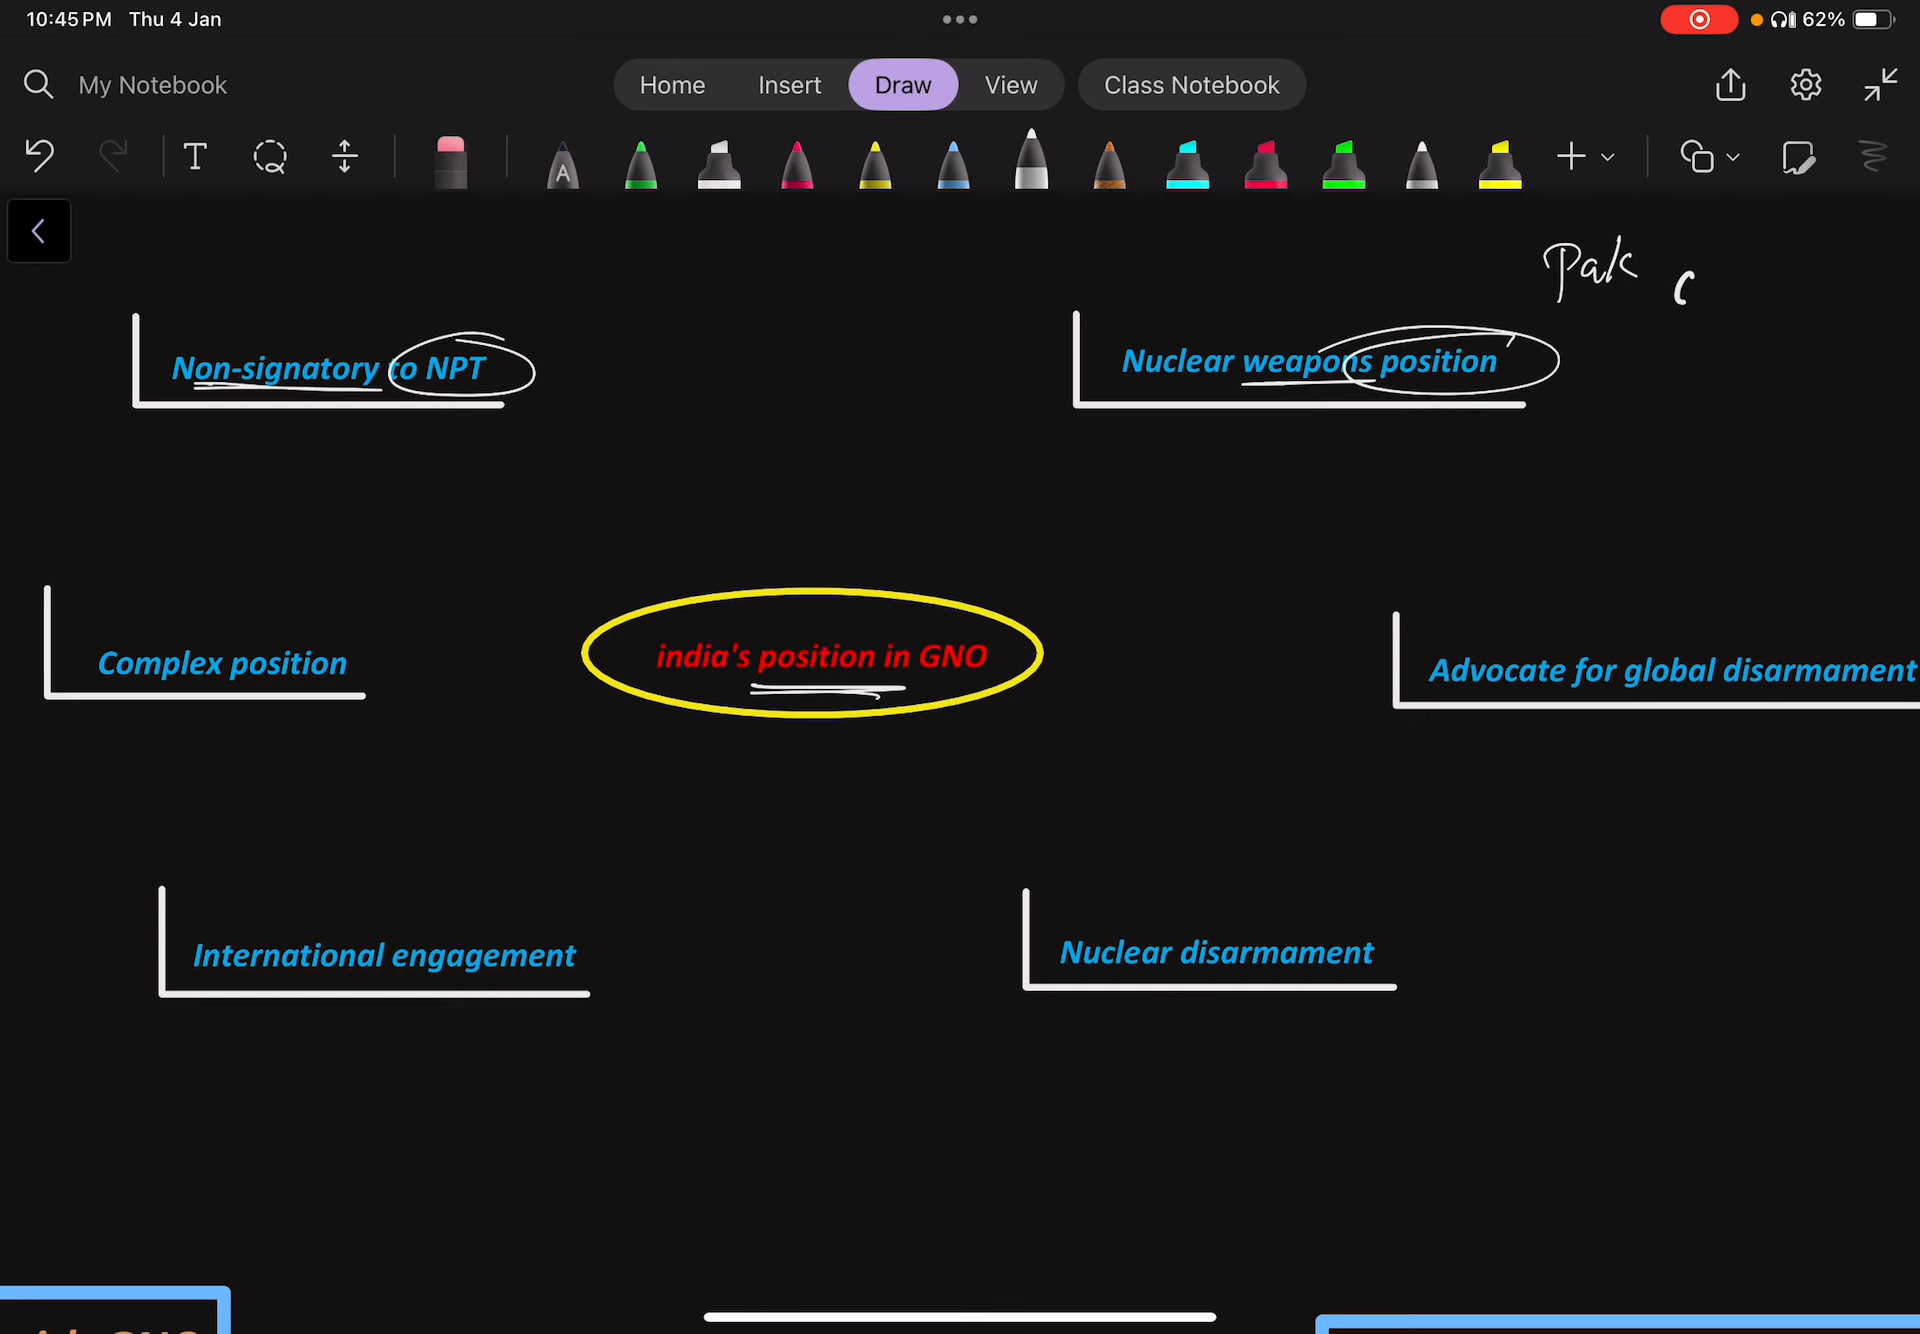 10:45 PM Thu 4 Jan
62%
My Notebook
Home Insert Draw View Class Notebook
T
A
Pak
Non-signatory to NPT
Nuclear weapons position
Complex position
india's position in GNO
Advocate for global disarmament
International engagement
Nuclear disarmament